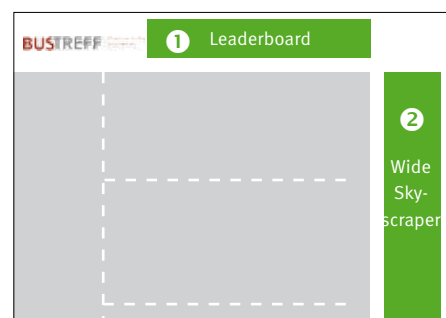 BUSTREFF
❶ Leaderboard
❷
Wide
Sky-
scraper